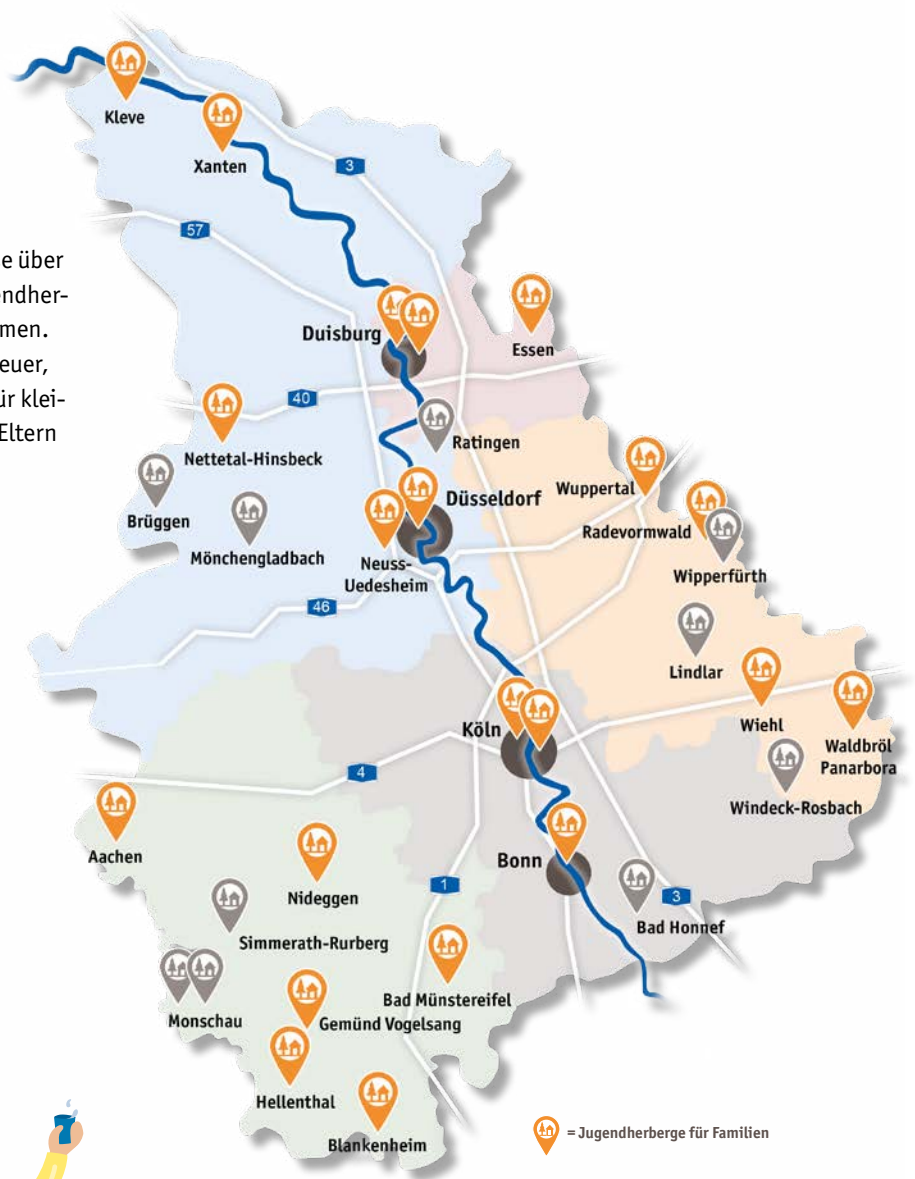 Kleve
Xanten
3
57
e über
endher-
men.
euer,
ür klei-
Eltern
Duisburg
Essen
40
Ratingen
Nettetal-Hinsbeck
Brüggen
Mönchengladbach
Düsseldorf
Neuss-
Uedesheim
Wuppertal
Radevormwald
Wipperfürth
46
Lindlar
Wiehl
Waldbröl
Panarbora
Windeck-Rosbach
Köln
4
Aachen
Bonn
Nideggen
1
3
Bad Honnef
Simmerath-Rurberg
Monschau
Bad Münstereifel
Gemünd Vogelsang
Hellenthal
Blankenheim
= Jugendherberge für Familien